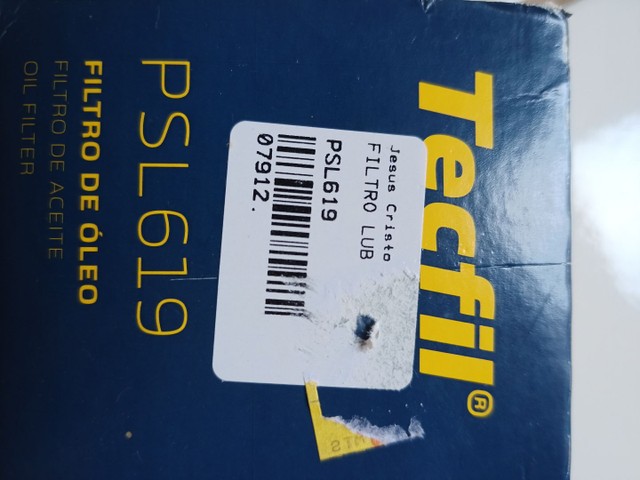 Tecfil®
Jesus Cristo
FILTRO LUB
PSL619
07912.
PSL619
FILTRO DE ÓLEO
FILTRO DE ACEITE
OIL FILTER